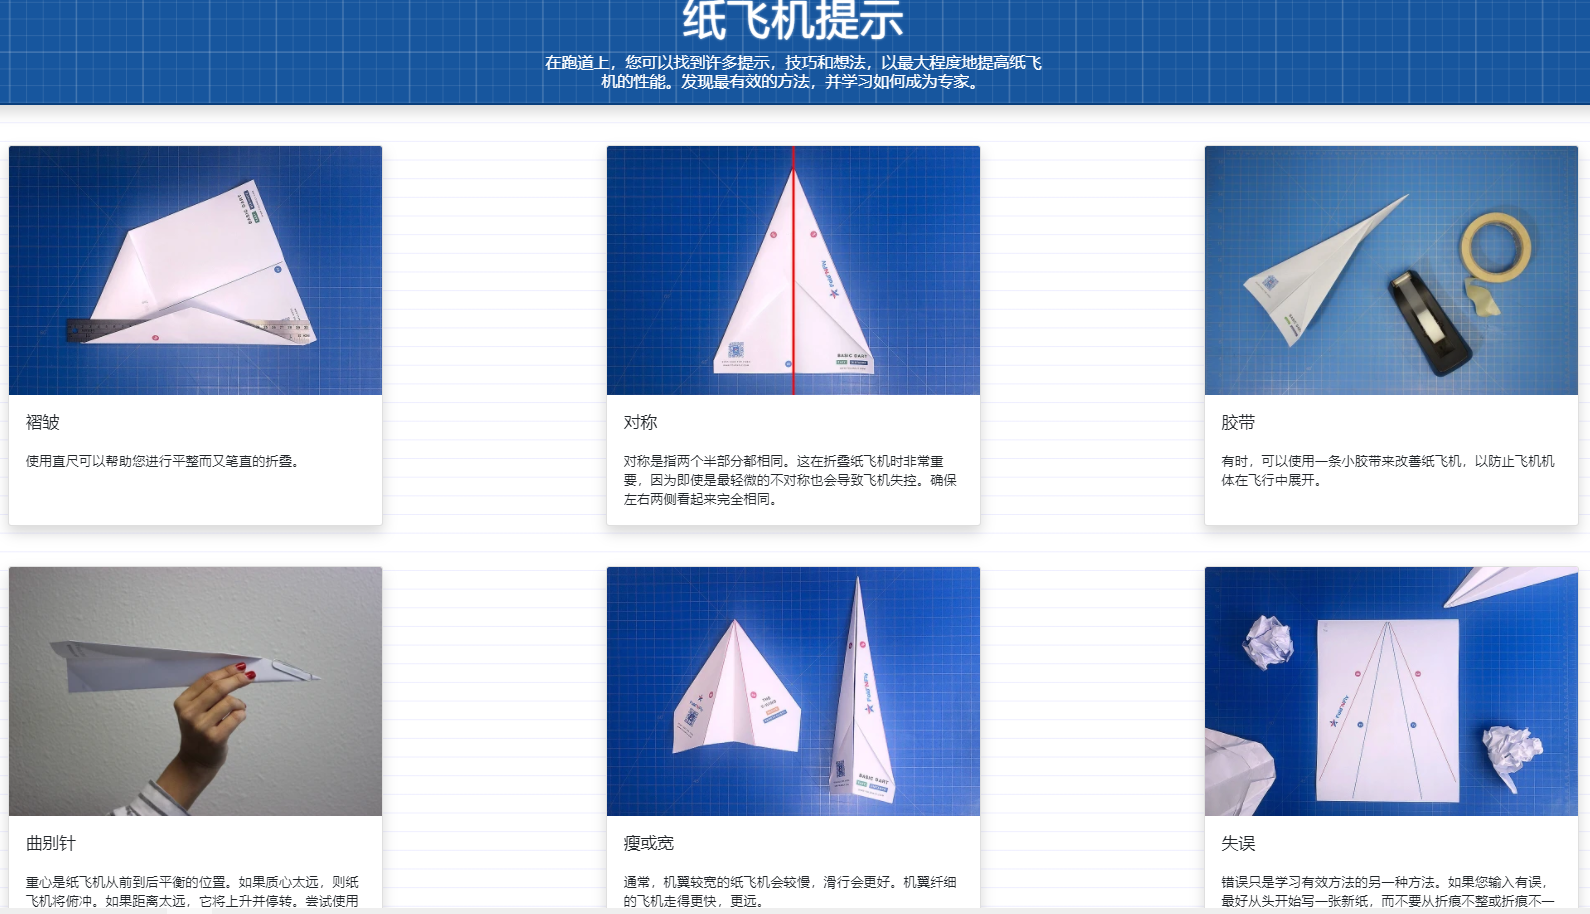 纸飞机提示
在跑道上，您可以找到许多提示，技巧和想法，以最大程度地提高纸飞
机的性能。发现最有效的方法，并学习如何成为专家。
褶皱
使用直尺可以帮助您进行平整而又笔直的折叠。
对称
对称是指两个半部分都相同。这在折叠纸飞机时非常重
要，因为即使是最轻微的不对称也会导致飞机失控。确保
左右两侧看起来完全相同。
胶带
有时，可以使用一条小胶带来改善纸飞机，以防止飞机机
体在飞行中展开。
曲别针
重心是纸飞机从前到后平衡的位置。如果质心太远，则纸
飞机将俯冲。如果距离太远，它将上升并停转。尝试使用
瘦或宽
通常，机翼较宽的纸飞机会较慢，滑行会更好。机翼纤细
的飞机走得更快，更远。
失误
错误只是学习有效方法的另一种方法。如果您输入有误，
最好从头开始写一张新纸，而不要从折痕不整或折痕不一
BASIC DART
BASIC DART
BASIC DART